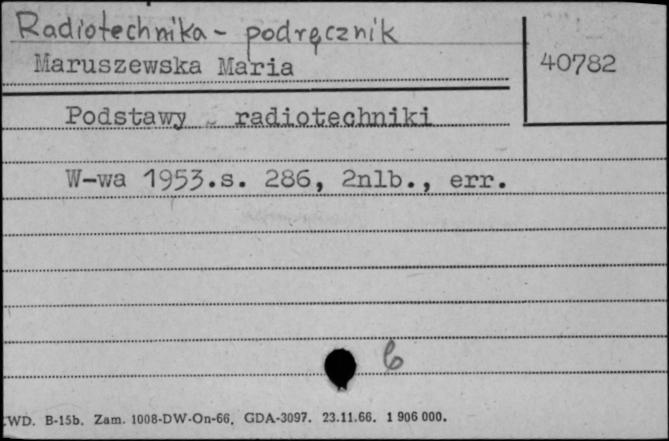 Radiotechnika - podręcznik
Maruszewska Maria
40782
Podstawy radiotechniki
W-wa 1953.s. 286, 2nlb., err.
6
WD. B-15b. Zam. 1008-DW-On-66. GDA-3097. 23.11.66. 1 906 000.